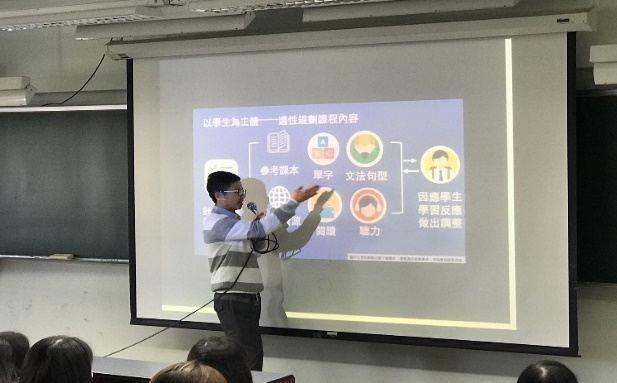 以學生為主體——適性規劃課程內容
參考課本
A
B C
單字
文法句型
閱讀
聽力
因應學生
學習反應
做出調整